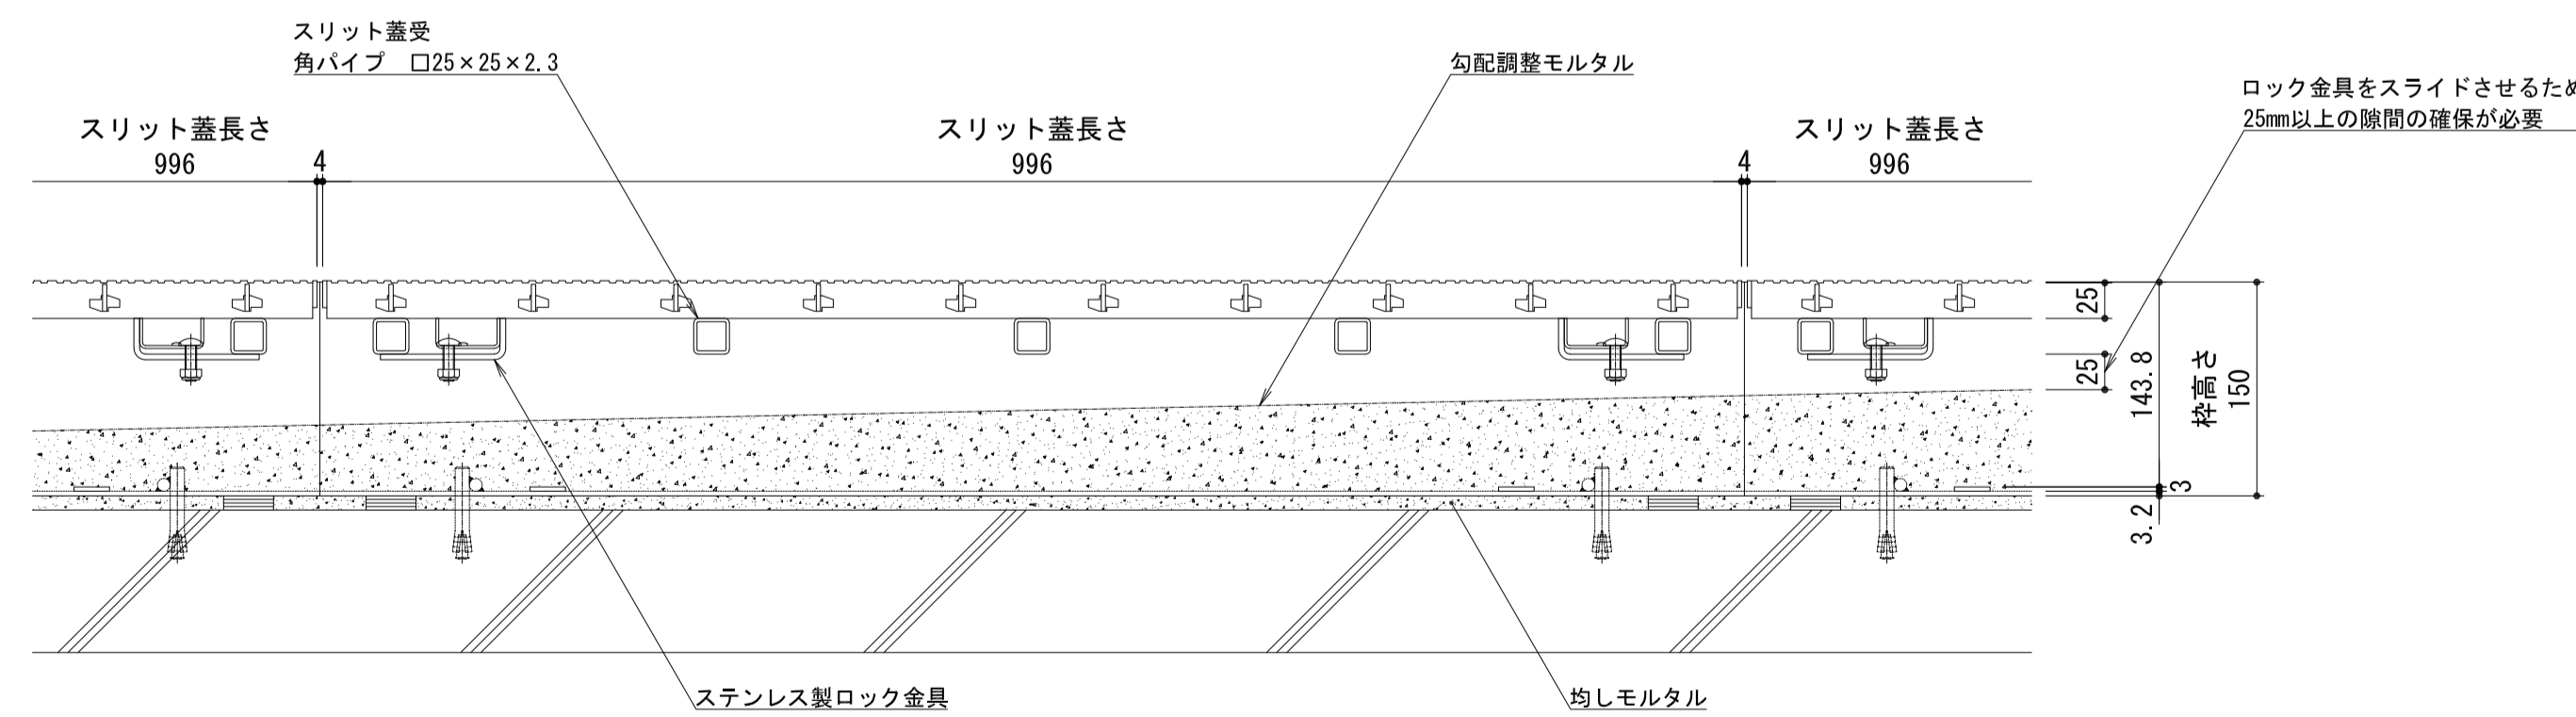 スリット蓋受
角パイプ □25×25×2.3
勾配調整モルタル
ロック金具をスライドさせるため
25mm以上の隙間の確保が必要
スリット蓋長さ
996
4
スリット蓋長さ
996
4
スリット蓋長さ
996
25
25
143.8
3
3.2
枠高さ
150
ステンレス製ロック金具
均しモルタル